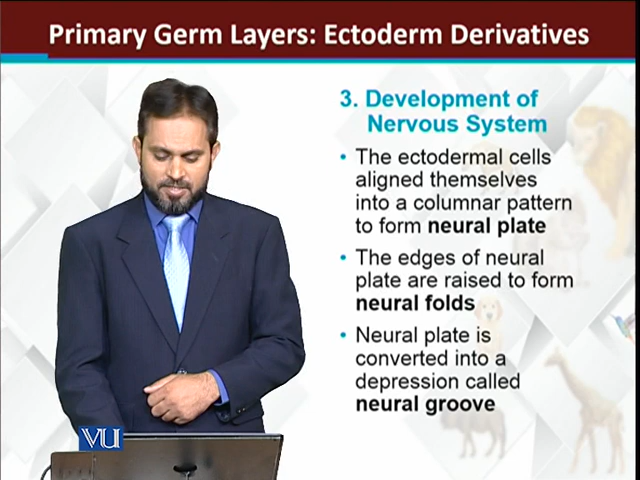 Primary Germ Layers: Ectoderm Derivatives
3. Development of
Nervous System
• The ectodermal cells
aligned themselves
into a columnar pattern
to form neural plate
• The edges of neural
plate are raised to form
neural folds
• Neural plate is
converted into a
depression called
neural groove
VU